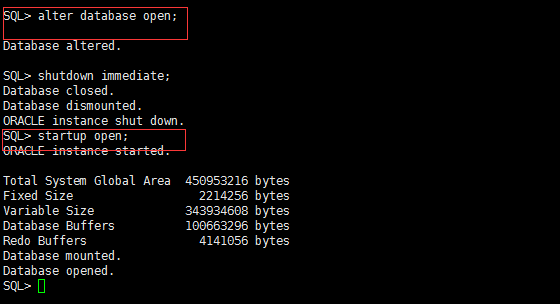 SQL> alter database open;
Database altered.
SQL> shutdown immediate;
Database closed.
Database dismounted.
ORACLE instance shut down.
SQL> startup open;
ORACLE instance started.
Total System Global Area  450953216 bytes
Fixed Size                  2214256 bytes
Variable Size             343934608 bytes
Database Buffers          100663296 bytes
Redo Buffers                4141056 bytes
Database mounted.
Database opened.
SQL>